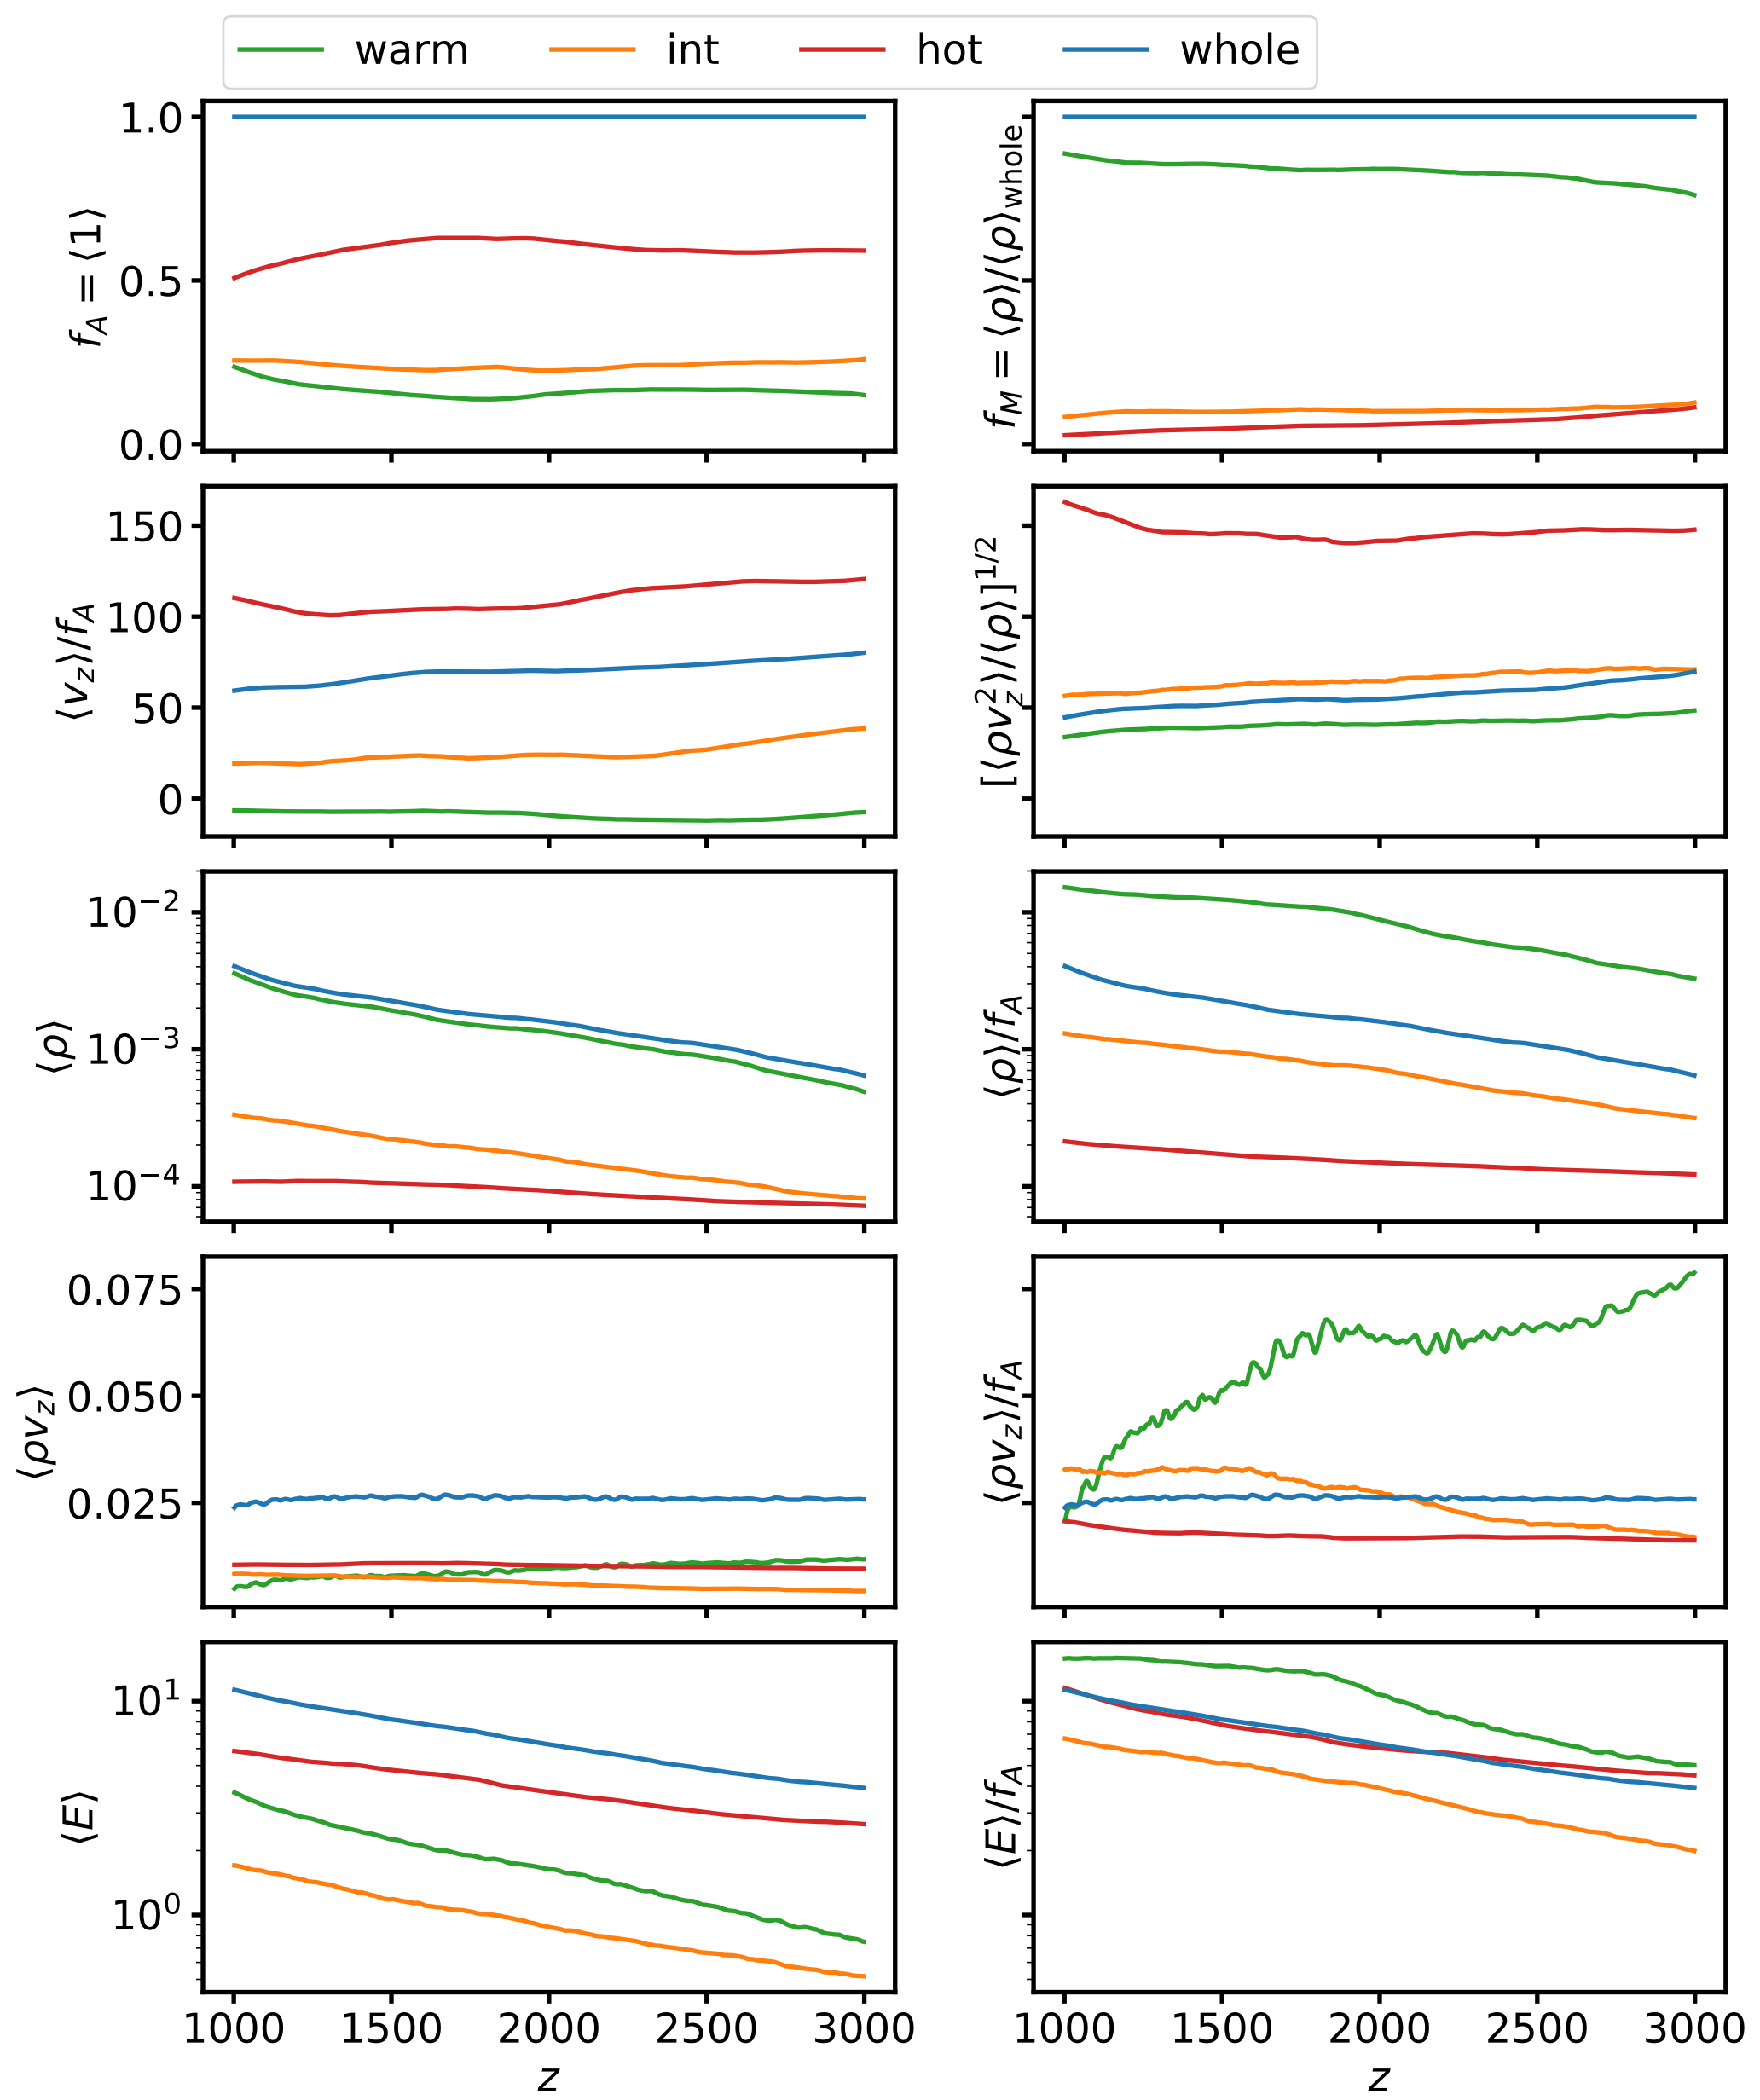 warm int hot whole
1.0
0.5
0.0
f_A = ⟨1⟩
f_M = ⟨ρ⟩/⟨ρ⟩_whole
150
100
50
0
⟨v_z⟩/f_A
[⟨ρv_z^2⟩/⟨ρ⟩]^{1/2}
10^{−2}
10^{−3}
10^{−4}
⟨ρ⟩
⟨ρ⟩/f_A
0.075
0.050
0.025
⟨ρv_z⟩
⟨ρv_z⟩/f_A
10^1
10^0
⟨E⟩
⟨E⟩/f_A
1000 1500 2000 2500 3000
z
1000 1500 2000 2500 3000
z